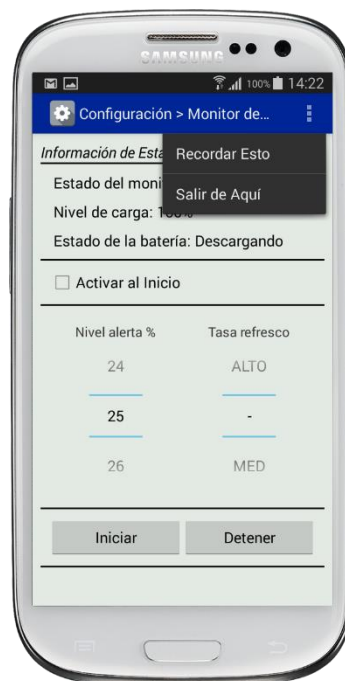 SAMSUNG
100% 14:22
Configuración > Monitor de...
Información de Esta
Recordar Esto
Estado del moni
Salir de Aquí
Nivel de carga: 100%
Estado de la batería: Descargando
Activar al Inicio
Nivel alerta % Tasa refresco
24 ALTO
25 -
26 MED
Iniciar Detener